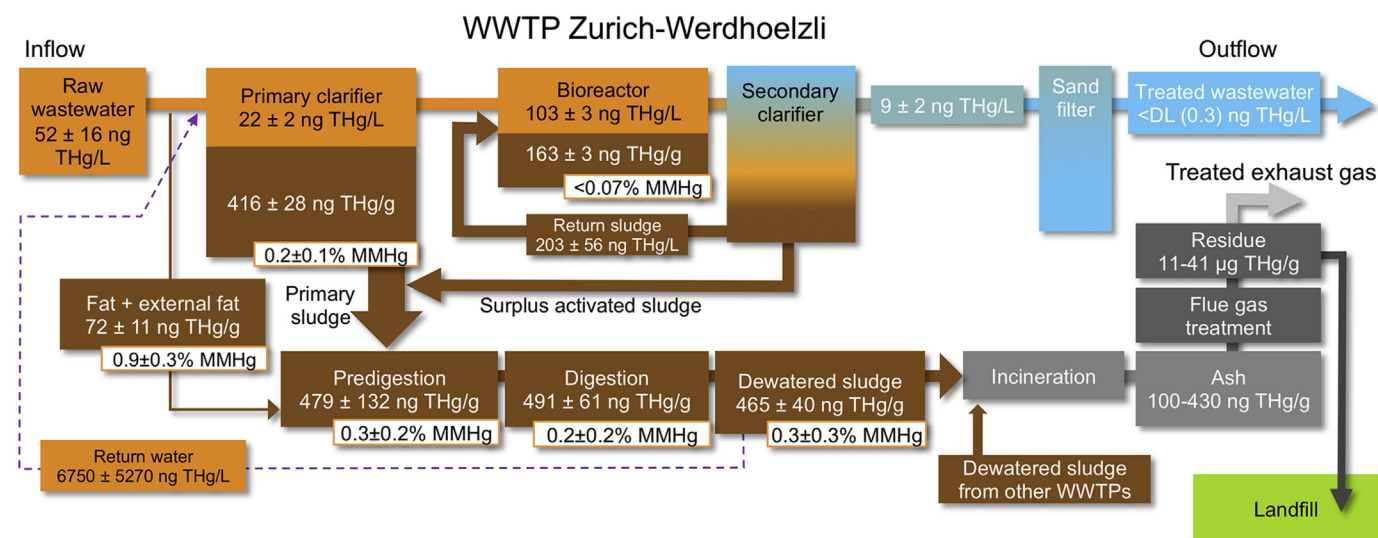 WWTP Zurich-Werdhoelzli
Inflow
Outflow
Raw
wastewater
52 ± 16 ng
THg/L
Primary clarifier
22 ± 2 ng THg/L
416 ± 28 ng THg/g
0.2±0.1% MMHg
Bioreactor
103 ± 3 ng THg/L
163 ± 3 ng THg/g
<0.07% MMHg
Return sludge
203 ± 56 ng THg/L
Secondary
clarifier
9 ± 2 ng THg/L
Sand
filter
Treated wastewater
<DL (0.3) ng THg/L
Treated exhaust gas
Residue
11-41 µg THg/g
Flue gas
treatment
Fat + external fat
72 ± 11 ng THg/g
0.9±0.3% MMHg
Primary
sludge
Surplus activated sludge
Predigestion
479 ± 132 ng THg/g
0.3±0.2% MMHg
Digestion
491 ± 61 ng THg/g
0.2±0.2% MMHg
Dewatered sludge
465 ± 40 ng THg/g
0.3±0.3% MMHg
Incineration
Ash
100-430 ng THg/g
Return water
6750 ± 5270 ng THg/L
Dewatered sludge
from other WWTPs
Landfill